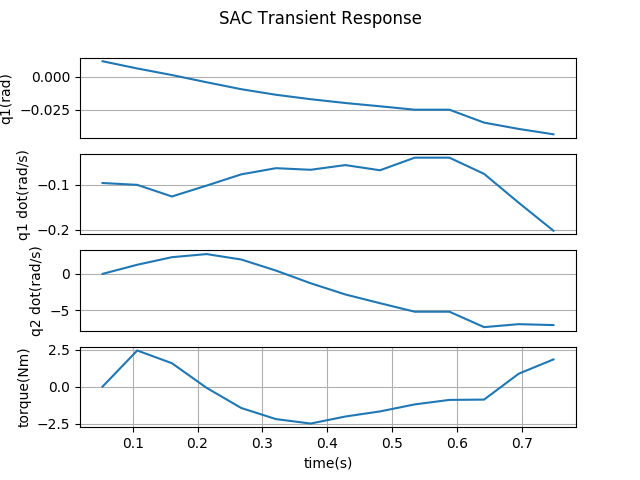 SAC Transient Response
q1(rad)
0.000
−0.025
q1 dot(rad/s)
−0.1
−0.2
q2 dot(rad/s)
0
−5
torque(Nm)
2.5
0.0
−2.5
0.1 0.2 0.3 0.4 0.5 0.6 0.7
time(s)